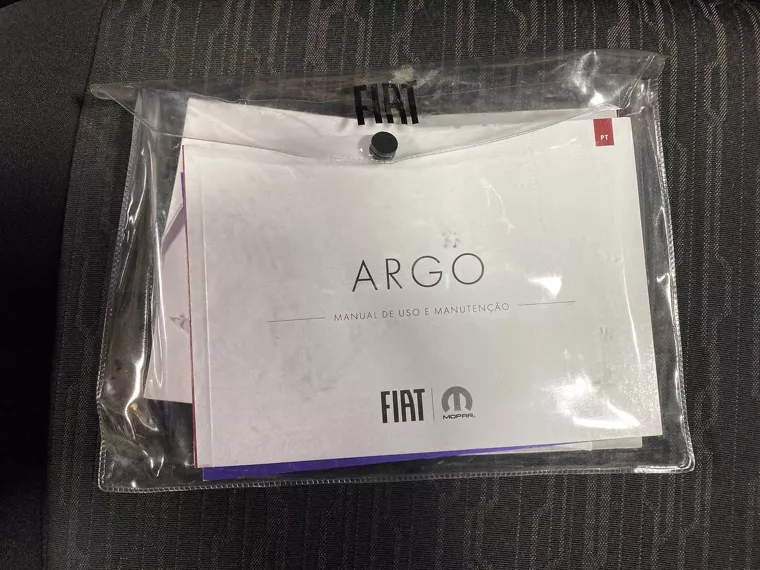 FIAT
PT
ARGO
MANUAL DE USO E MANUTENÇÃO
FIAT
MOPAR